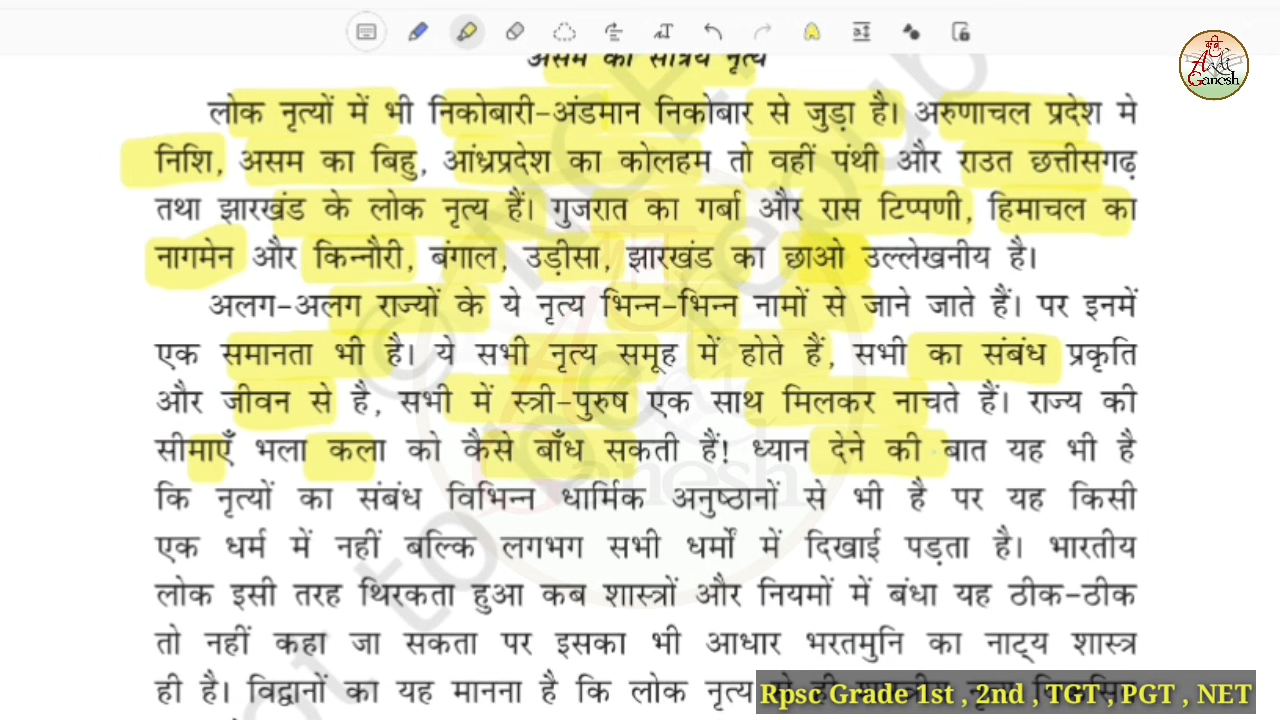 असम का सत्रिय नृत्य
Aditi
Ganesh
लोक नृत्यों में भी निकोबारी-अंडमान निकोबार से जुड़ा है। अरुणाचल प्रदेश मे
निशि, असम का बिहु, आंध्रप्रदेश का कोलहम तो वहीं पंथी और राउत छत्तीसगढ़
तथा झारखंड के लोक नृत्य हैं। गुजरात का गर्बा और रास टिप्पणी, हिमाचल का
नागमेन और किन्नौरी, बंगाल, उड़ीसा, झारखंड का छाओ उल्लेखनीय है।
अलग-अलग राज्यों के ये नृत्य भिन्न-भिन्न नामों से जाने जाते हैं। पर इनमें
एक समानता भी है। ये सभी नृत्य समूह में होते हैं, सभी का संबंध प्रकृति
और जीवन से है, सभी में स्त्री-पुरुष एक साथ मिलकर नाचते हैं। राज्य की
सीमाएँ भला कला को कैसे बाँध सकती हैं! ध्यान देने की बात यह भी है
कि नृत्यों का संबंध विभिन्न धार्मिक अनुष्ठानों से भी है पर यह किसी
एक धर्म में नहीं बल्कि लगभग सभी धर्मों में दिखाई पड़ता है। भारतीय
लोक इसी तरह थिरकता हुआ कब शास्त्रों और नियमों में बंधा यह ठीक-ठीक
तो नहीं कहा जा सकता पर इसका भी आधार भरतमुनि का नाट्य शास्त्र
ही है। विद्वानों का यह मानना है कि लोक नृत्य
Rpsc Grade 1st , 2nd , TGT , PGT , NET